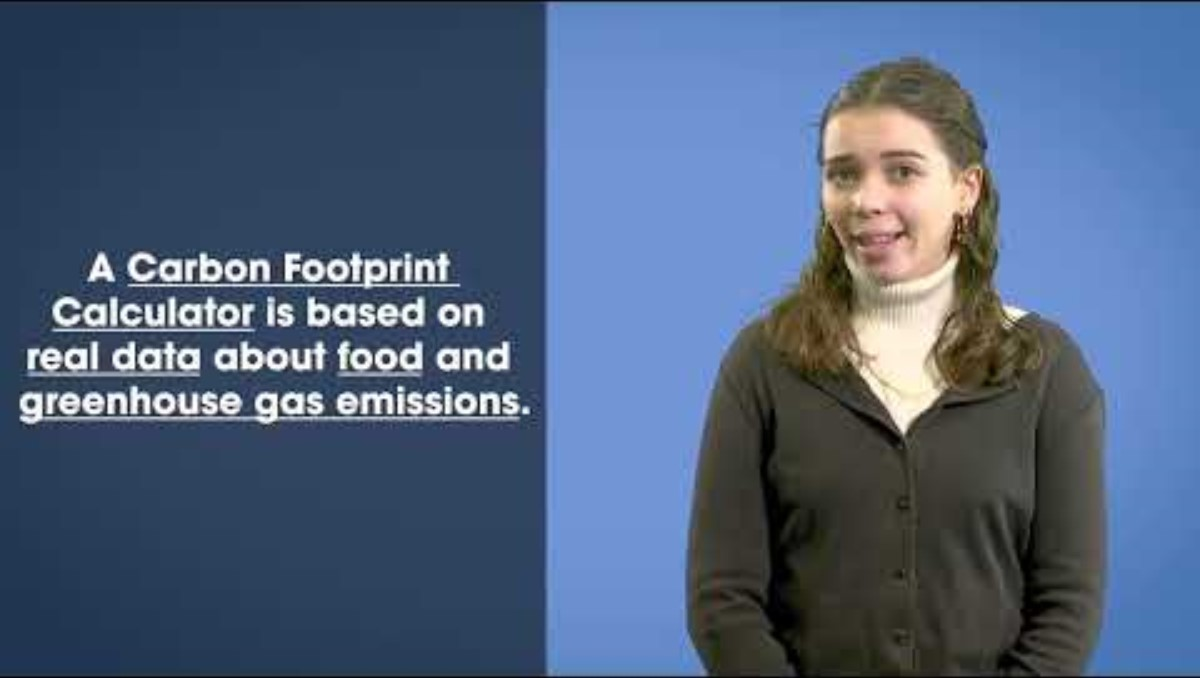 A Carbon Footprint
Calculator is based on
real data about food and
greenhouse gas emissions.